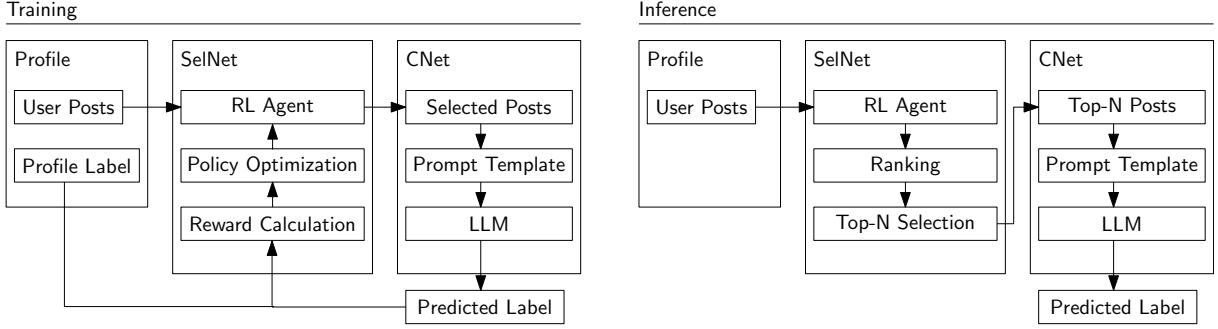 Training
Profile
User Posts
Profile Label
SelNet
RL Agent
Policy Optimization
Reward Calculation
CNet
Selected Posts
Prompt Template
LLM
Predicted Label
Inference
Profile
User Posts
SelNet
RL Agent
Ranking
Top-N Selection
CNet
Top-N Posts
Prompt Template
LLM
Predicted Label